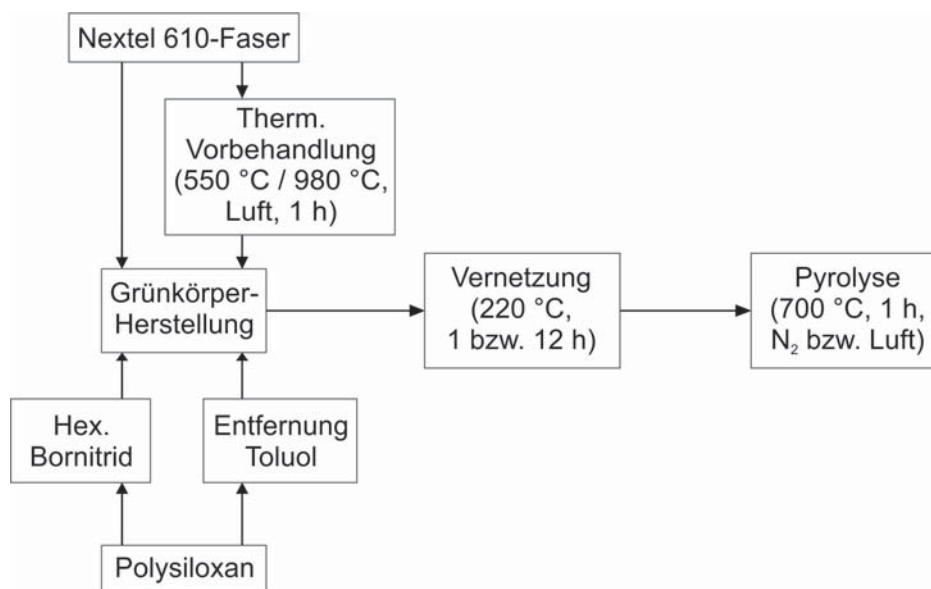 Nextel 610-Faser
Therm.
Vorbehandlung
(550 °C / 980 °C,
Luft, 1 h)
Grünkörper-
Herstellung
Vernetzung
(220 °C,
1 bzw. 12 h)
Pyrolyse
(700 °C, 1 h,
N₂ bzw. Luft)
Hex.
Bornitrid
Entfernung
Toluol
Polysiloxan